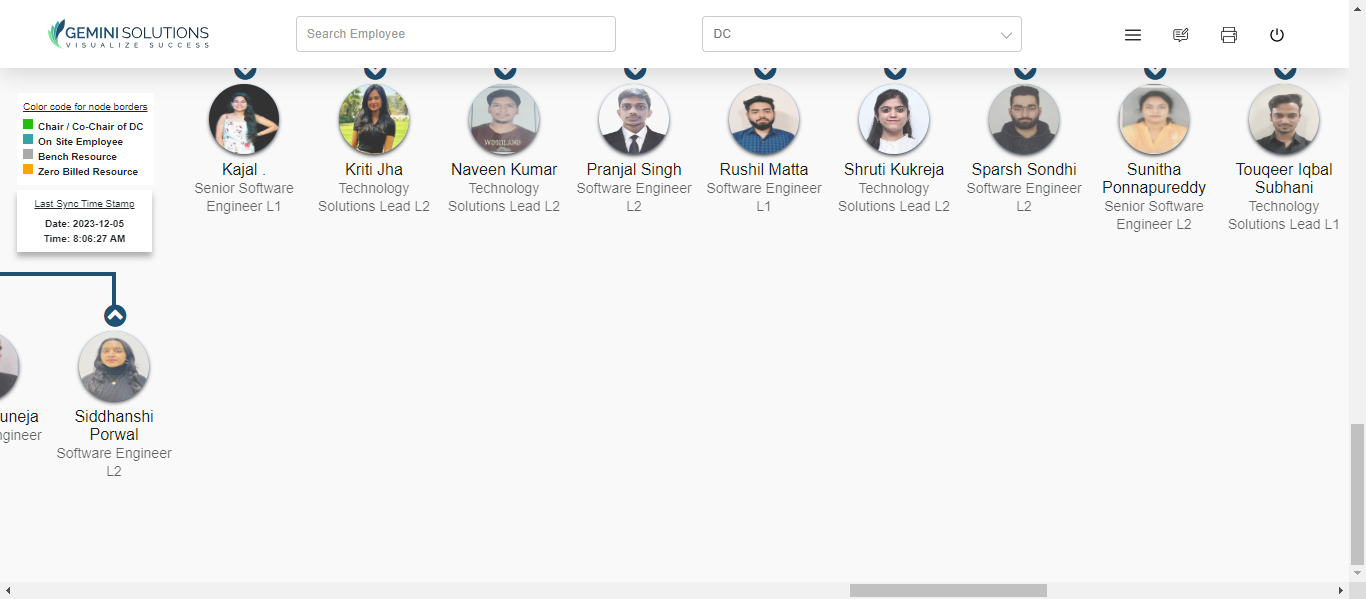 GEMINI SOLUTIONS
VISUALIZE SUCCESS
Search Employee
DC
Color code for node borders
Chair / Co-Chair of DC
On Site Employee
Bench Resource
Zero Billed Resource
Last Sync Time Stamp
Date: 2023-12-05
Time: 8:06:27 AM
Kajal .
Senior Software
Engineer L1
Kriti Jha
Technology
Solutions Lead L2
Naveen Kumar
Technology
Solutions Lead L2
Pranjal Singh
Software Engineer
L2
Rushil Matta
Software Engineer
L1
Shruti Kukreja
Technology
Solutions Lead L2
Sparsh Sondhi
Software Engineer
L2
Sunitha
Ponnapureddy
Senior Software
Engineer L2
Touqeer Iqbal
Subhani
Technology
Solutions Lead L1
uneja
ngineer
Siddhanshi
Porwal
Software Engineer
L2